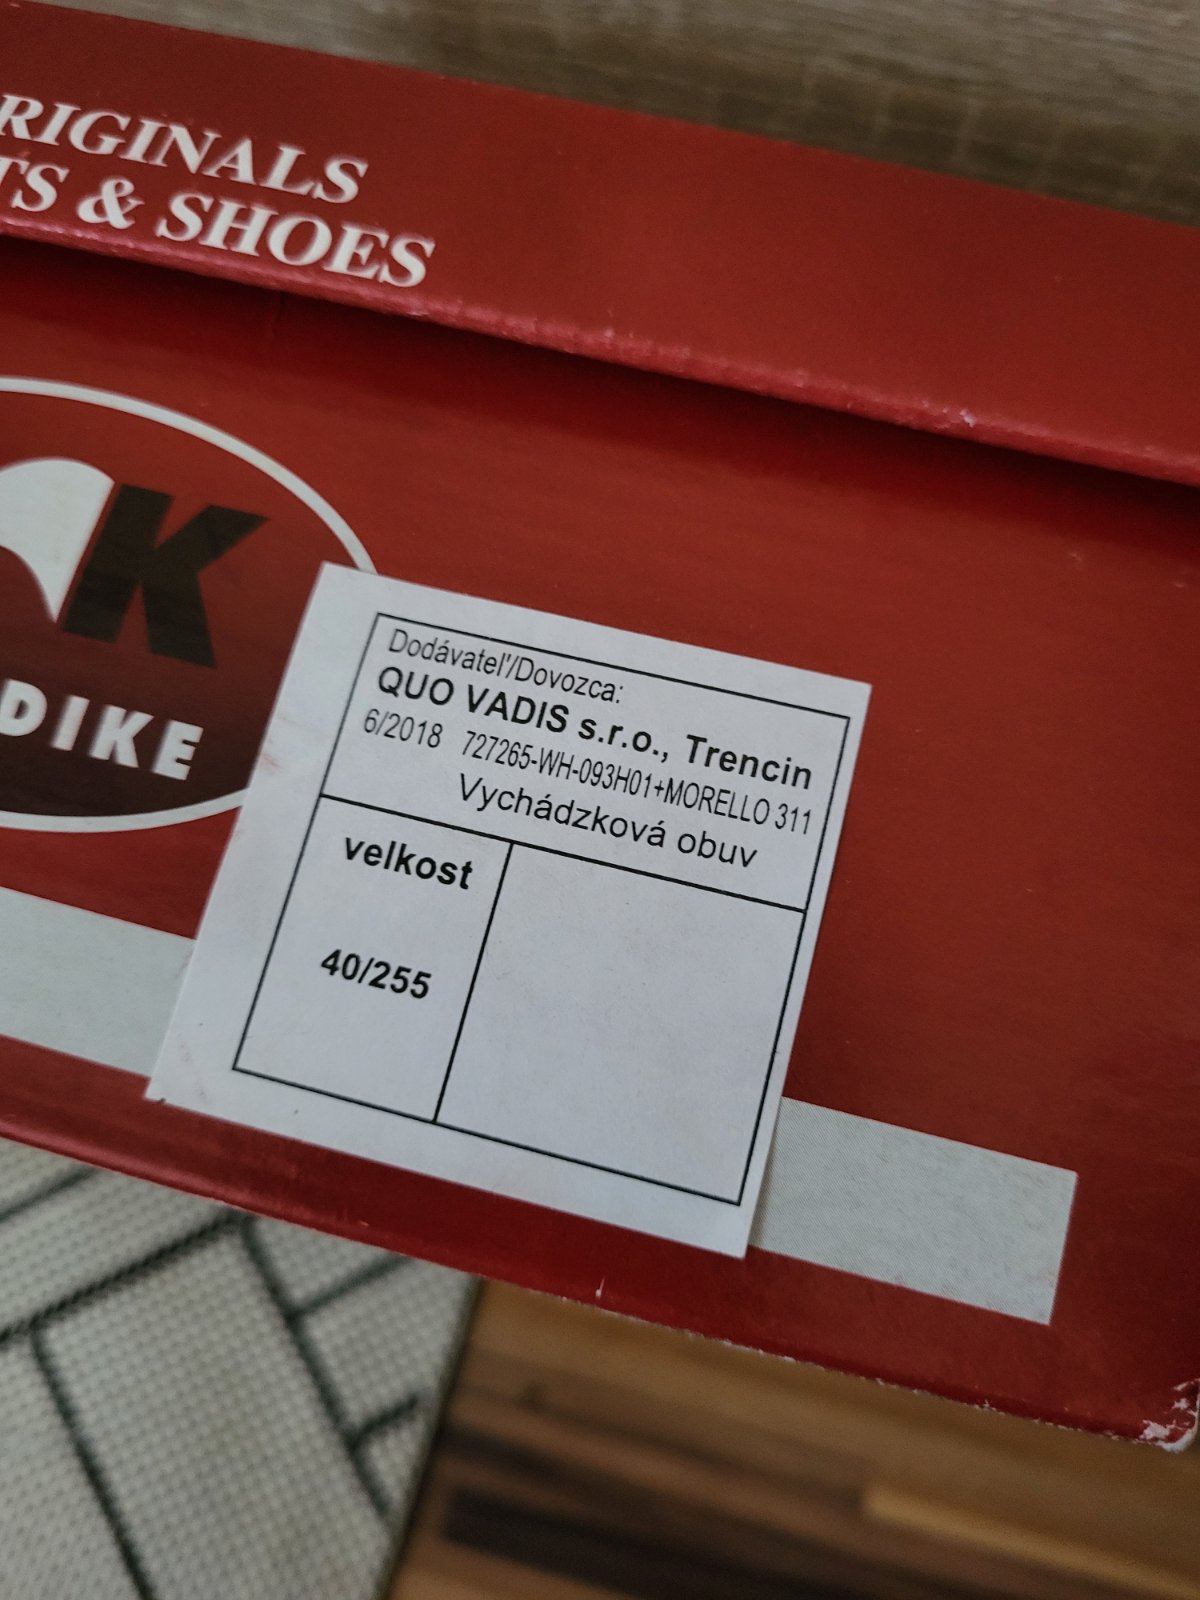 RIGINALS
TS & SHOES
K
DIKE
Dodávateľ/Dovozca:
QUO VADIS s.r.o., Trencin
6/2018 727265-WH-093H01+MORELLO 311
Vychádzková obuv
velkost
40/255